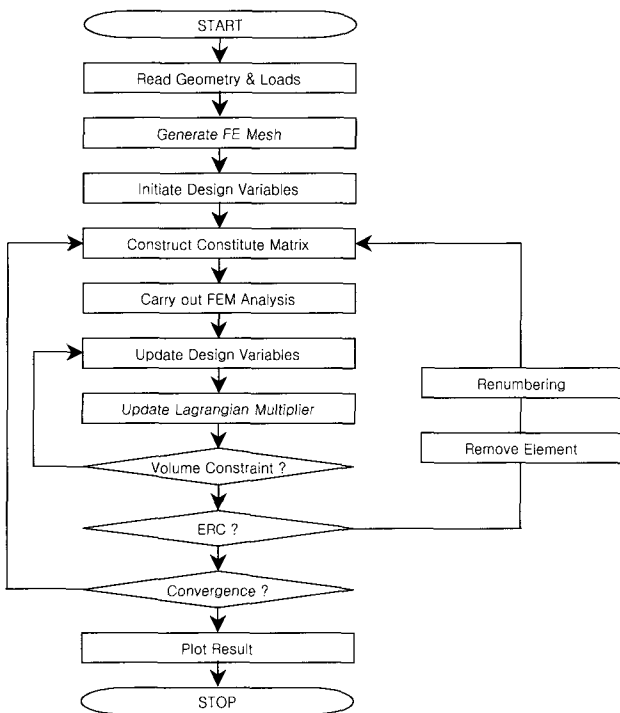 START
Read Geometry & Loads
Generate FE Mesh
Initiate Design Variables
Construct Constitute Matrix
Carry out FEM Analysis
Update Design Variables
Update Lagrangian Multiplier
Volume Constraint ?
ERC ?
Convergence ?
Plot Result
STOP
Renumbering
Remove Element